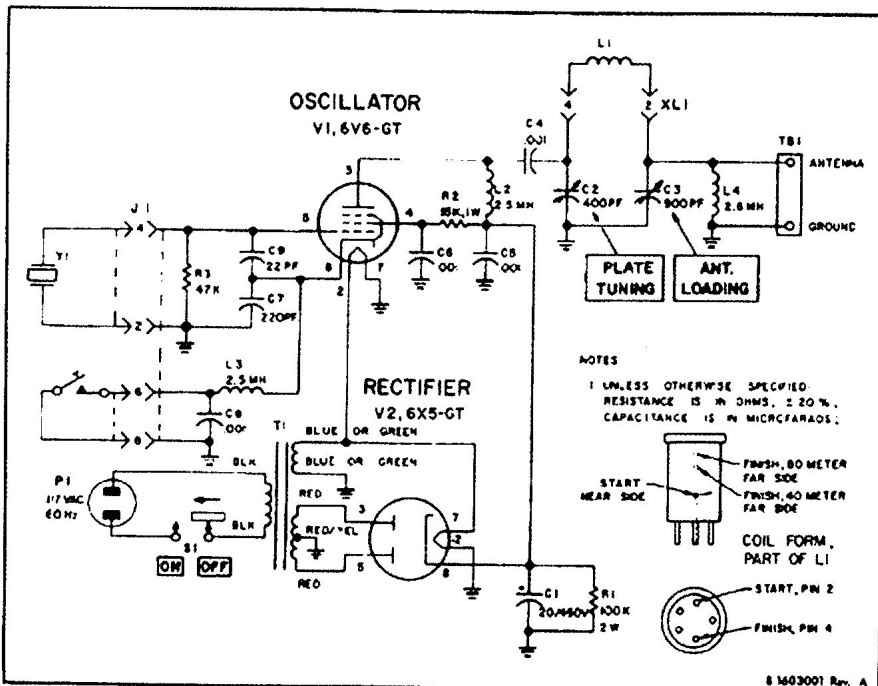 OSCILLATOR
V1, 6V6-GT
L1
4
2
XL1
C4
.001
TB1
ANTENNA
GROUND
3
5
4
8
2
7
R2
15K, 1W
L2
2.5 MH
C2
400PF
C3
900PF
L4
2.6 MH
PLATE
TUNING
ANT.
LOADING
C6
.001
C5
.001
J1
4
2
6
8
Y1
R3
47K
C9
22 PF
C7
220PF
L3
2.5 MH
C8
.001
RECTIFIER
V2, 6X5-GT
T1
BLUE OR GREEN
BLUE OR GREEN
BLK
BLK
RED
RED/YEL
RED
P1
117 VAC
60 Hz
S1
ON
OFF
3
5
7
2
8
+
C1
20/450V
R1
100K
2W
NOTES
1 UNLESS OTHERWISE SPECIFIED:
RESISTANCE IS IN OHMS, ± 20 %,
CAPACITANCE IS IN MICROFARADS;
START
NEAR SIDE
FINISH, 80 METER
FAR SIDE
FINISH, 40 METER
FAR SIDE
COIL FORM,
PART OF L1
START, PIN 2
FINISH, PIN 4
1603001 Rev. A